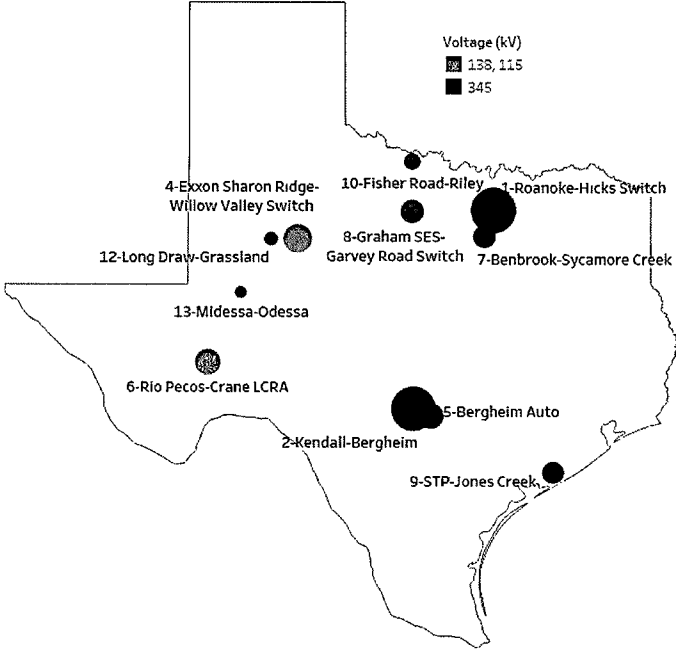 Voltage (kV)
138, 115
345
10-Fisher Road-Riley
1-Roanoke-Hicks Switch
4-Exxon Sharon Ridge-
Willow Valley Switch
8-Graham SES-
Garvey Road Switch
12-Long Draw-Grassland
7-Benbrook-Sycamore Creek
13-Midessa-Odessa
6-Rio Pecos-Crane LCRA
5-Bergheim Auto
2-Kendall-Bergheim
9-STP-Jones Creek